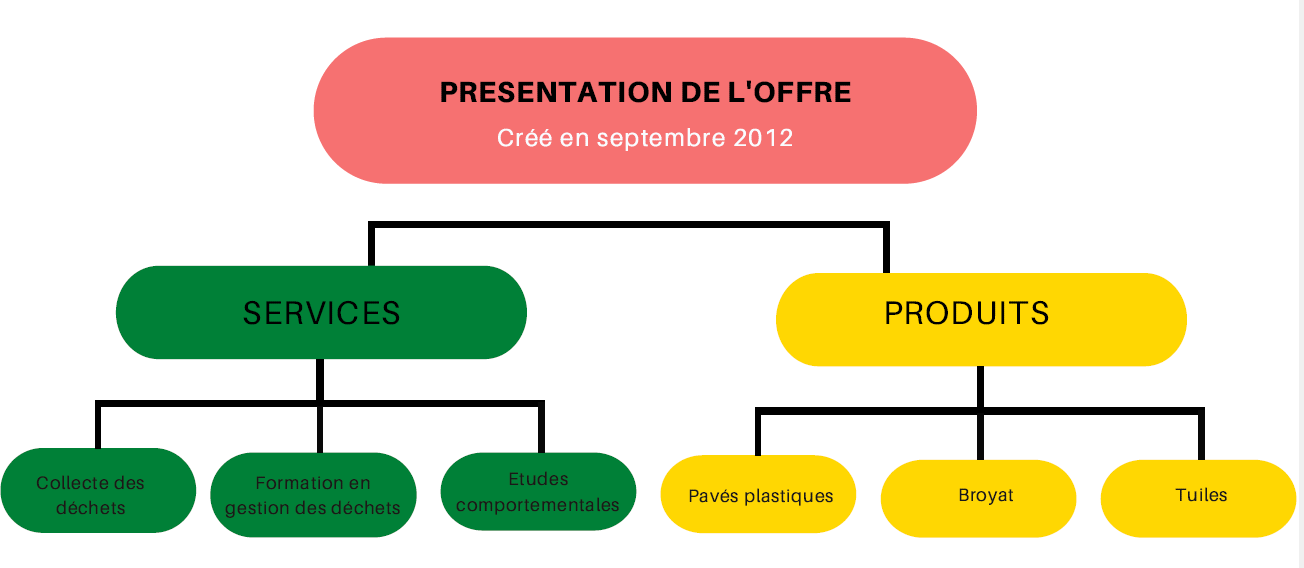 PRESENTATION DE L'OFFRE
Créé en septembre 2012
SERVICES
PRODUITS
Collecte des
déchets
Formation en
gestion des déchets
Etudes
comportementales
Pavés plastiques
Broyat
Tuiles